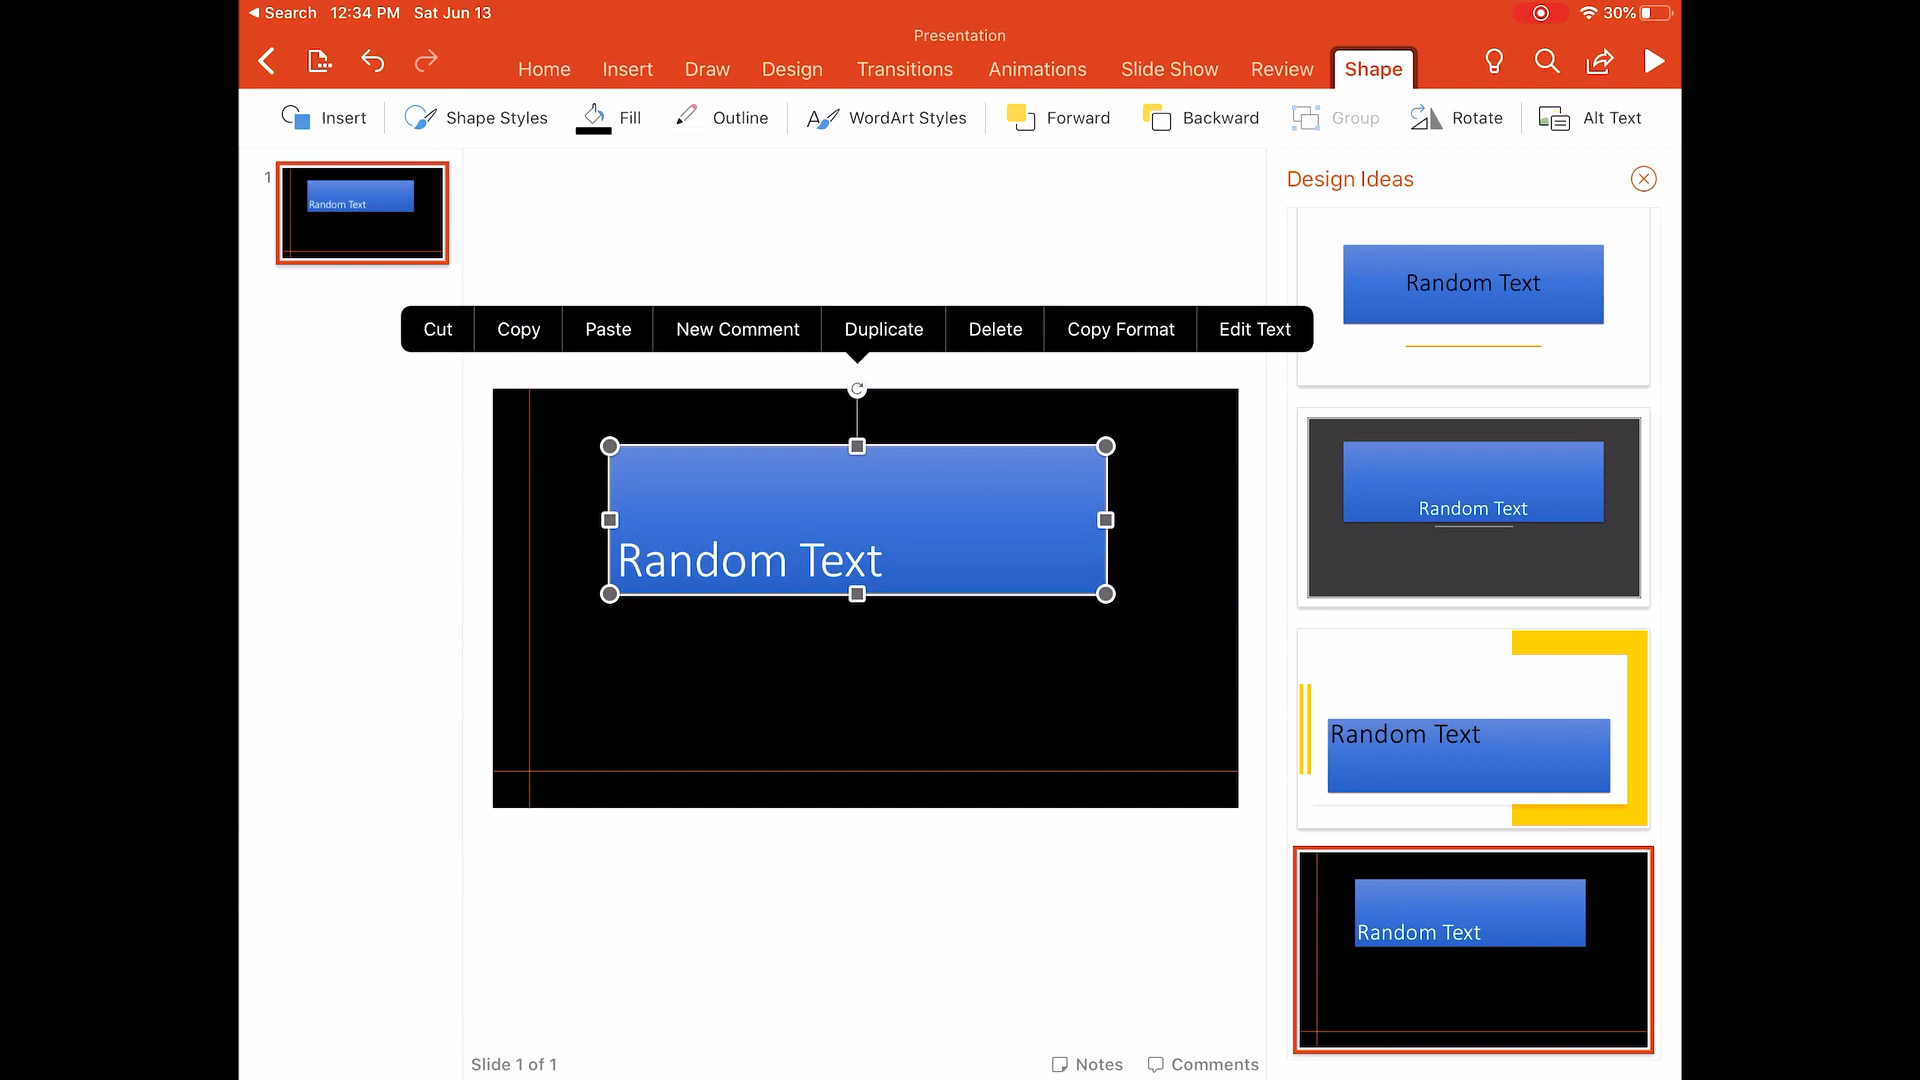 Search 12:34 PM Sat Jun 13 30%
Presentation
Home Insert Draw Design Transitions Animations Slide Show Review Shape
Insert Shape Styles Fill Outline WordArt Styles Forward Backward Group Rotate Alt Text
1
Random Text
Design Ideas
Random Text
Cut Copy Paste New Comment Duplicate Delete Copy Format Edit Text
Random Text
Random Text
Random Text
Random Text
Slide 1 of 1
Notes Comments